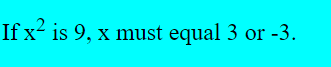 If x² is 9, x must equal 3 or -3.